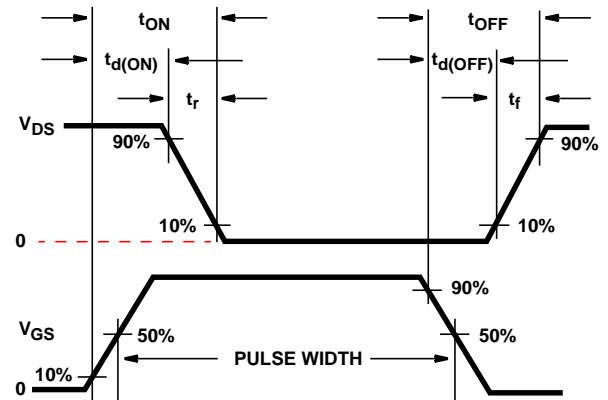 tON tOFF
td(ON) td(OFF)
tr tf
VDS
90% 90%
10% 10%
0
90%
VGS 50% 50%
PULSE WIDTH
10%
0